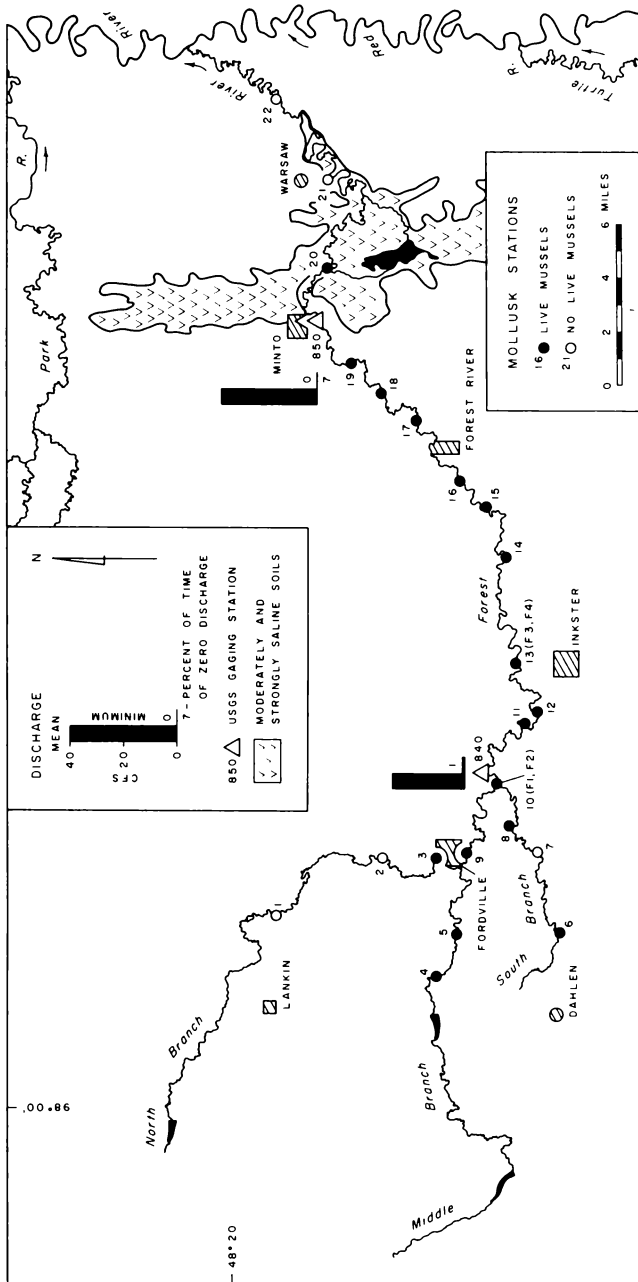 DISCHARGE
MEAN
MINIMUM
40
20
0
CFS
7-PERCENT OF TIME
OF ZERO DISCHARGE
850 USGS GAGING STATION
MODERATELY AND
STRONGLY SALINE SOILS
N
MOLLUSK STATIONS
16 LIVE MUSSELS
21 NO LIVE MUSSELS
0 2 4 6 MILES
98°00'
48°20
North
Branch
LANKIN
1
2
3
Middle
Branch
4
5
FORDVILLE
9
DAHLEN
South
Branch
6
7
8
10 (F1, F2)
840
1
11
12
13 (F3, F4)
INKSTER
Forest
14
15
16
FOREST RIVER
17
18
19
0
7
MINTO
850
20
WARSAW
21
22
River
Park
R.
Red
River
Turtle
R.